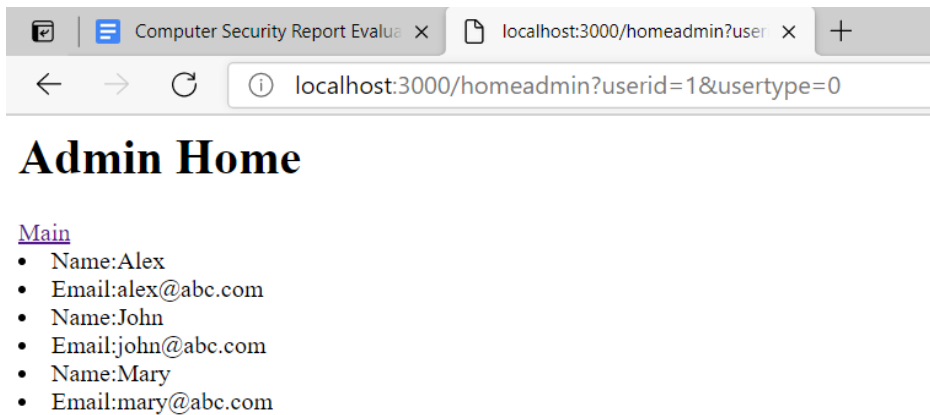 Computer Security Report Evalua
localhost:3000/homeadmin?user
localhost:3000/homeadmin?userid=1&usertype=0
Admin Home
Main
Name:Alex
Email:alex@abc.com
Name:John
Email:john@abc.com
Name:Mary
Email:mary@abc.com